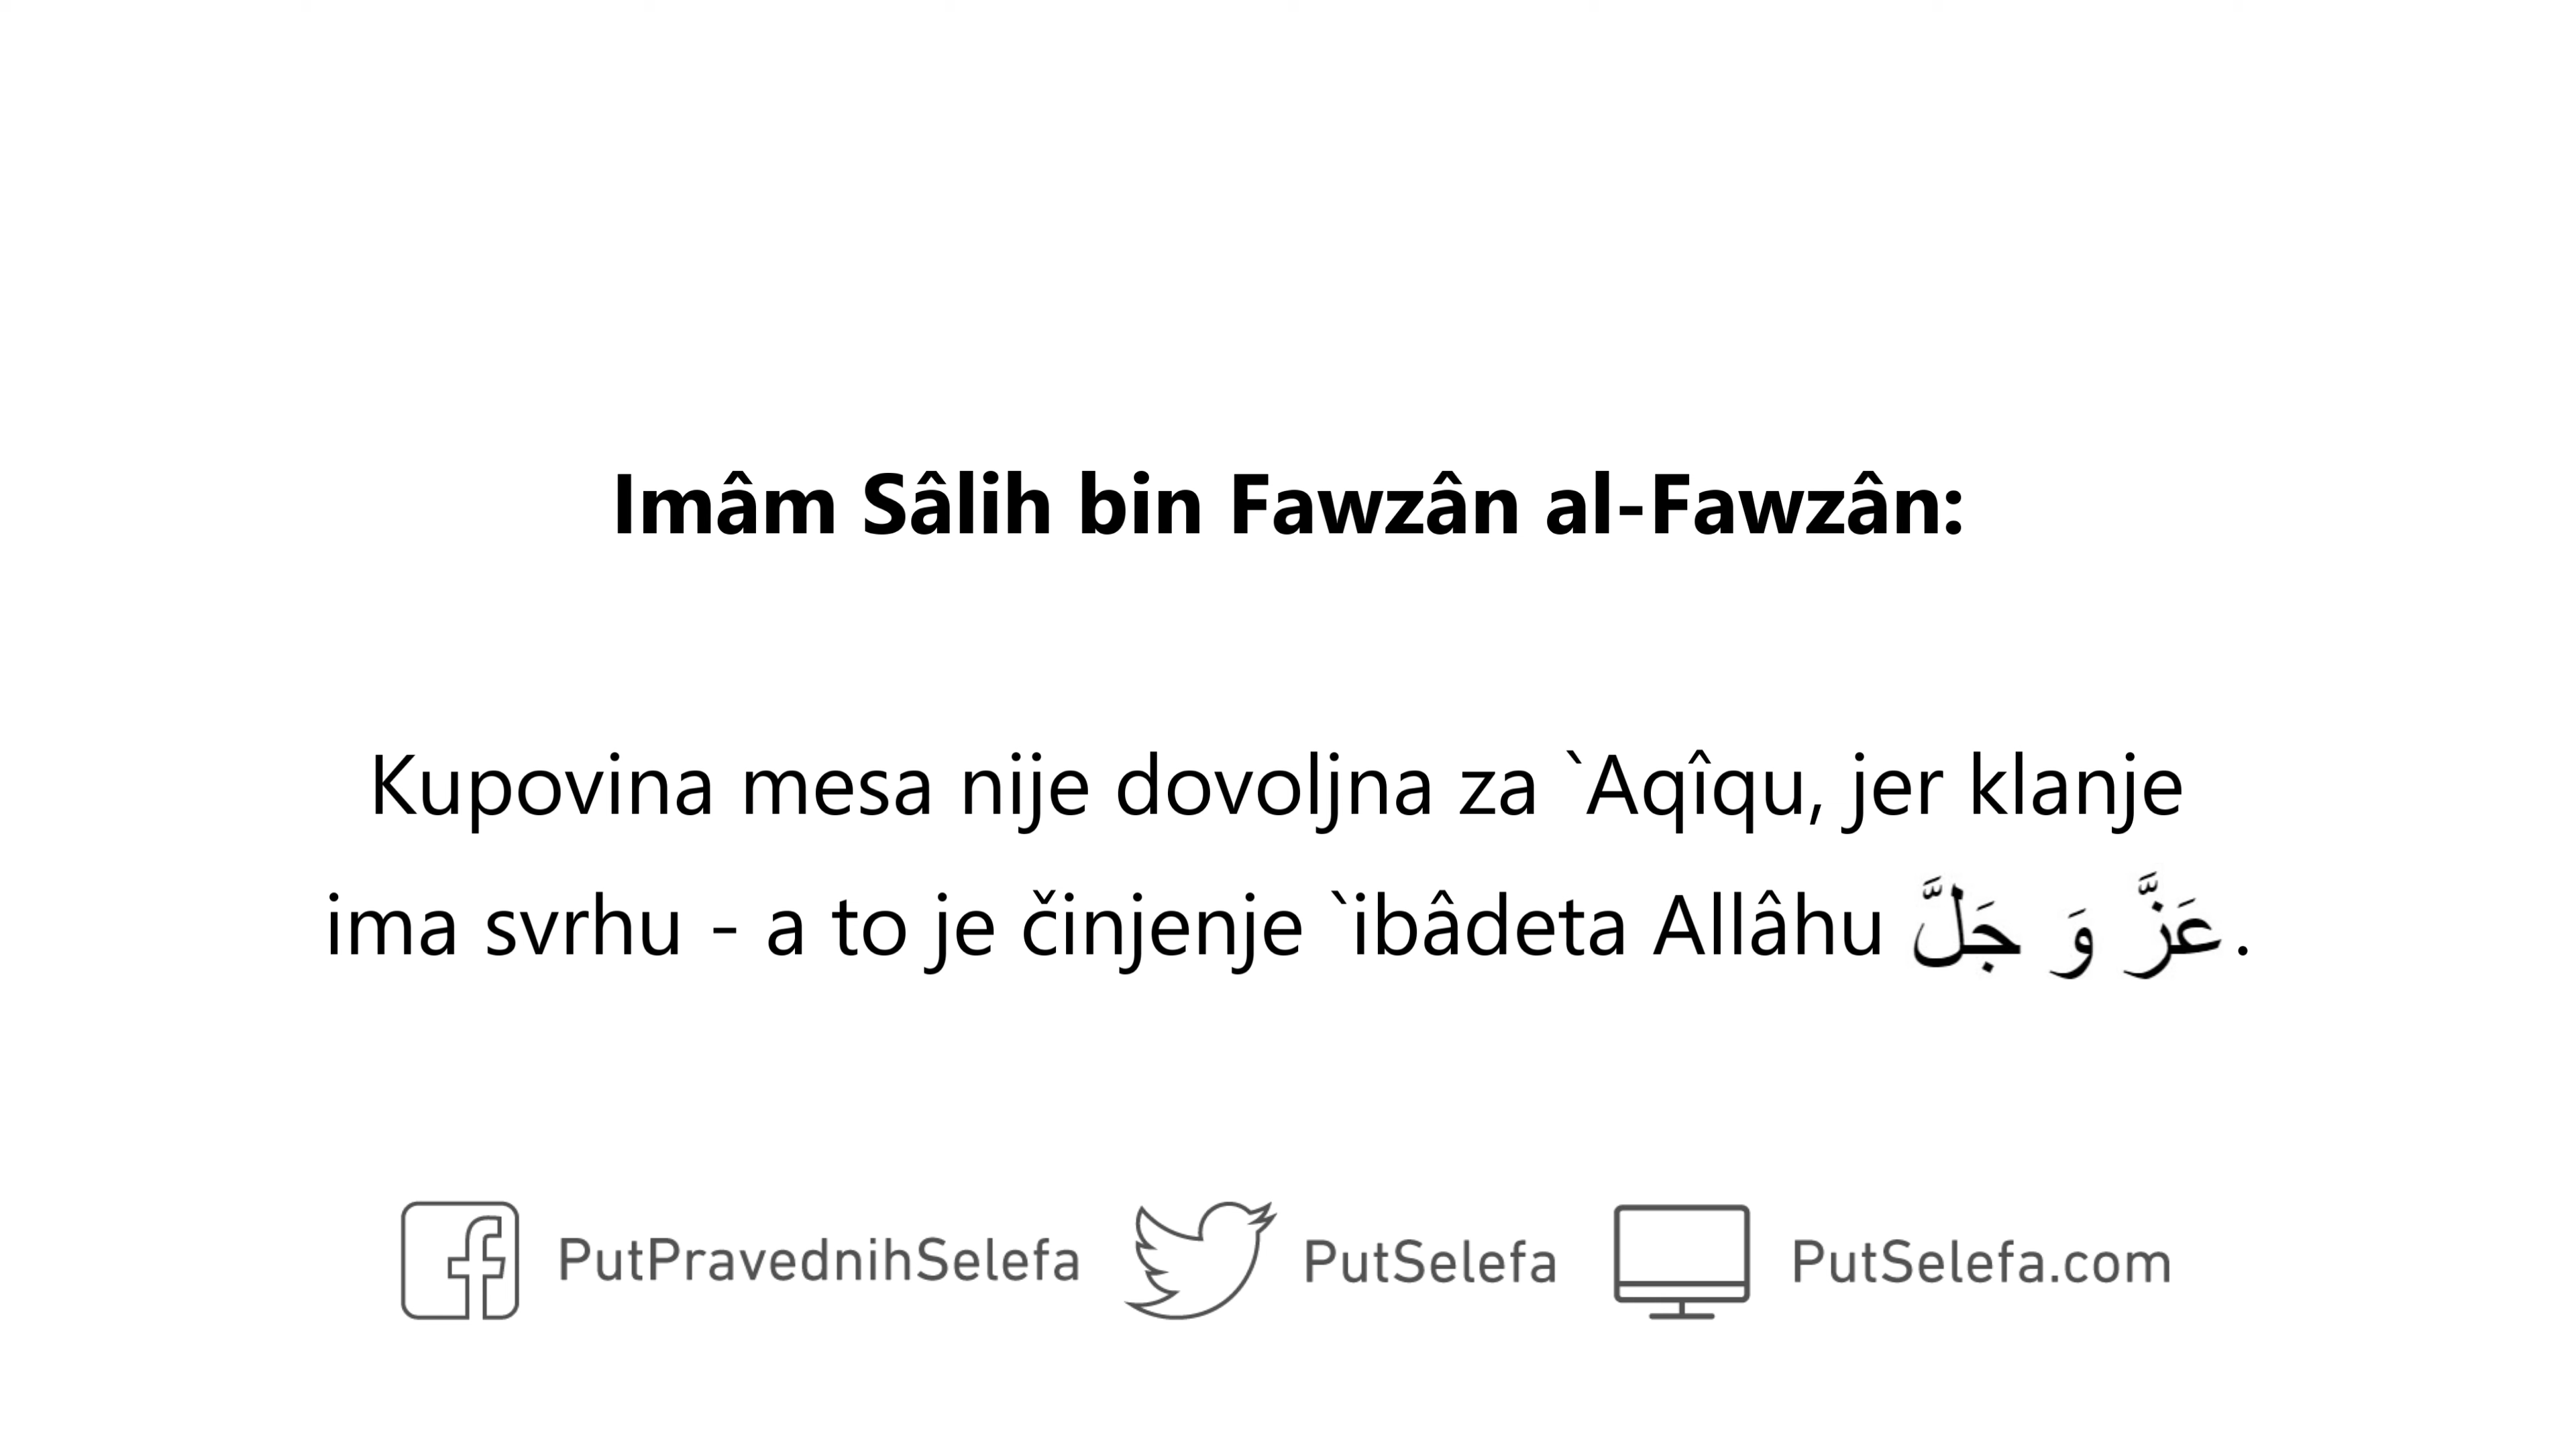 Imâm Sâlih bin Fawzân al-Fawzân:
Kupovina mesa nije dovoljna za `Aqîqu, jer klanje
ima svrhu - a to je činjenje `ibâdeta Allâhu عَزَّ وَ جَلَّ.
PutPravednihSelefa PutSelefa PutSelefa.com